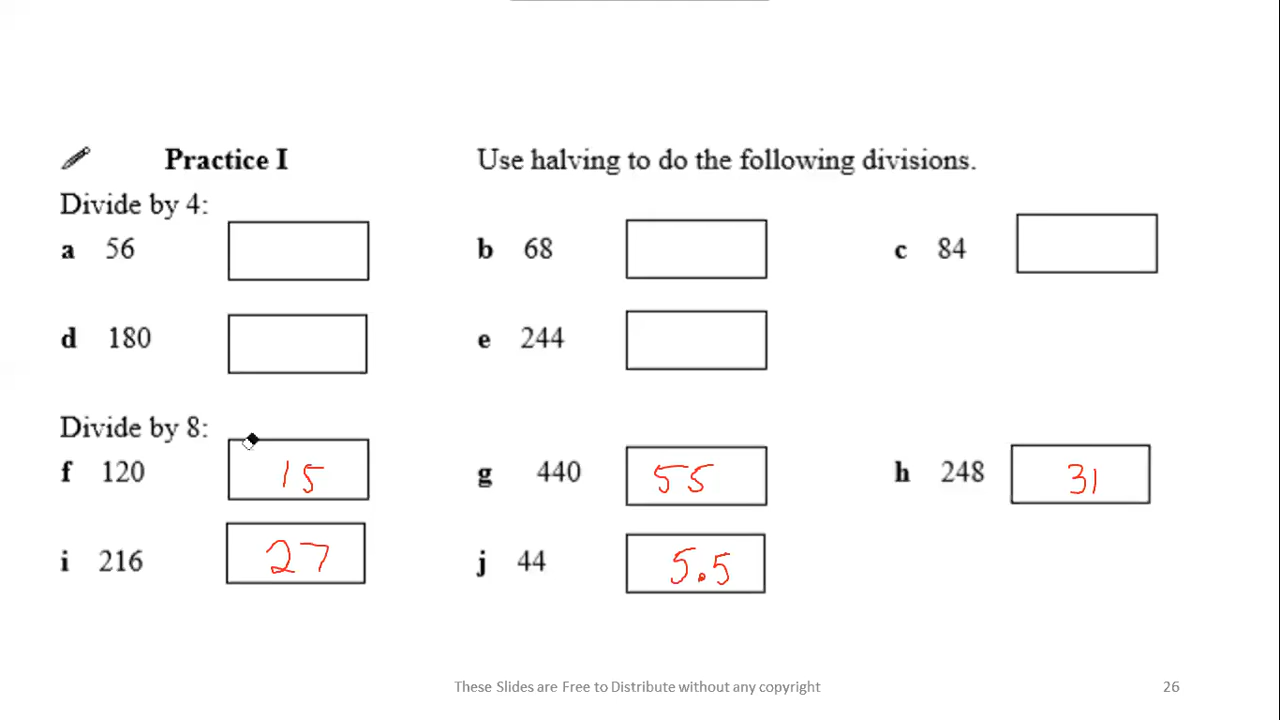 Practice I Use halving to do the following divisions.
Divide by 4:
a 56 b 68 c 84
d 180 e 244
Divide by 8:
f 120 15 g 440 55 h 248 31
i 216 27 j 44 5.5
These Slides are Free to Distribute without any copyright 26